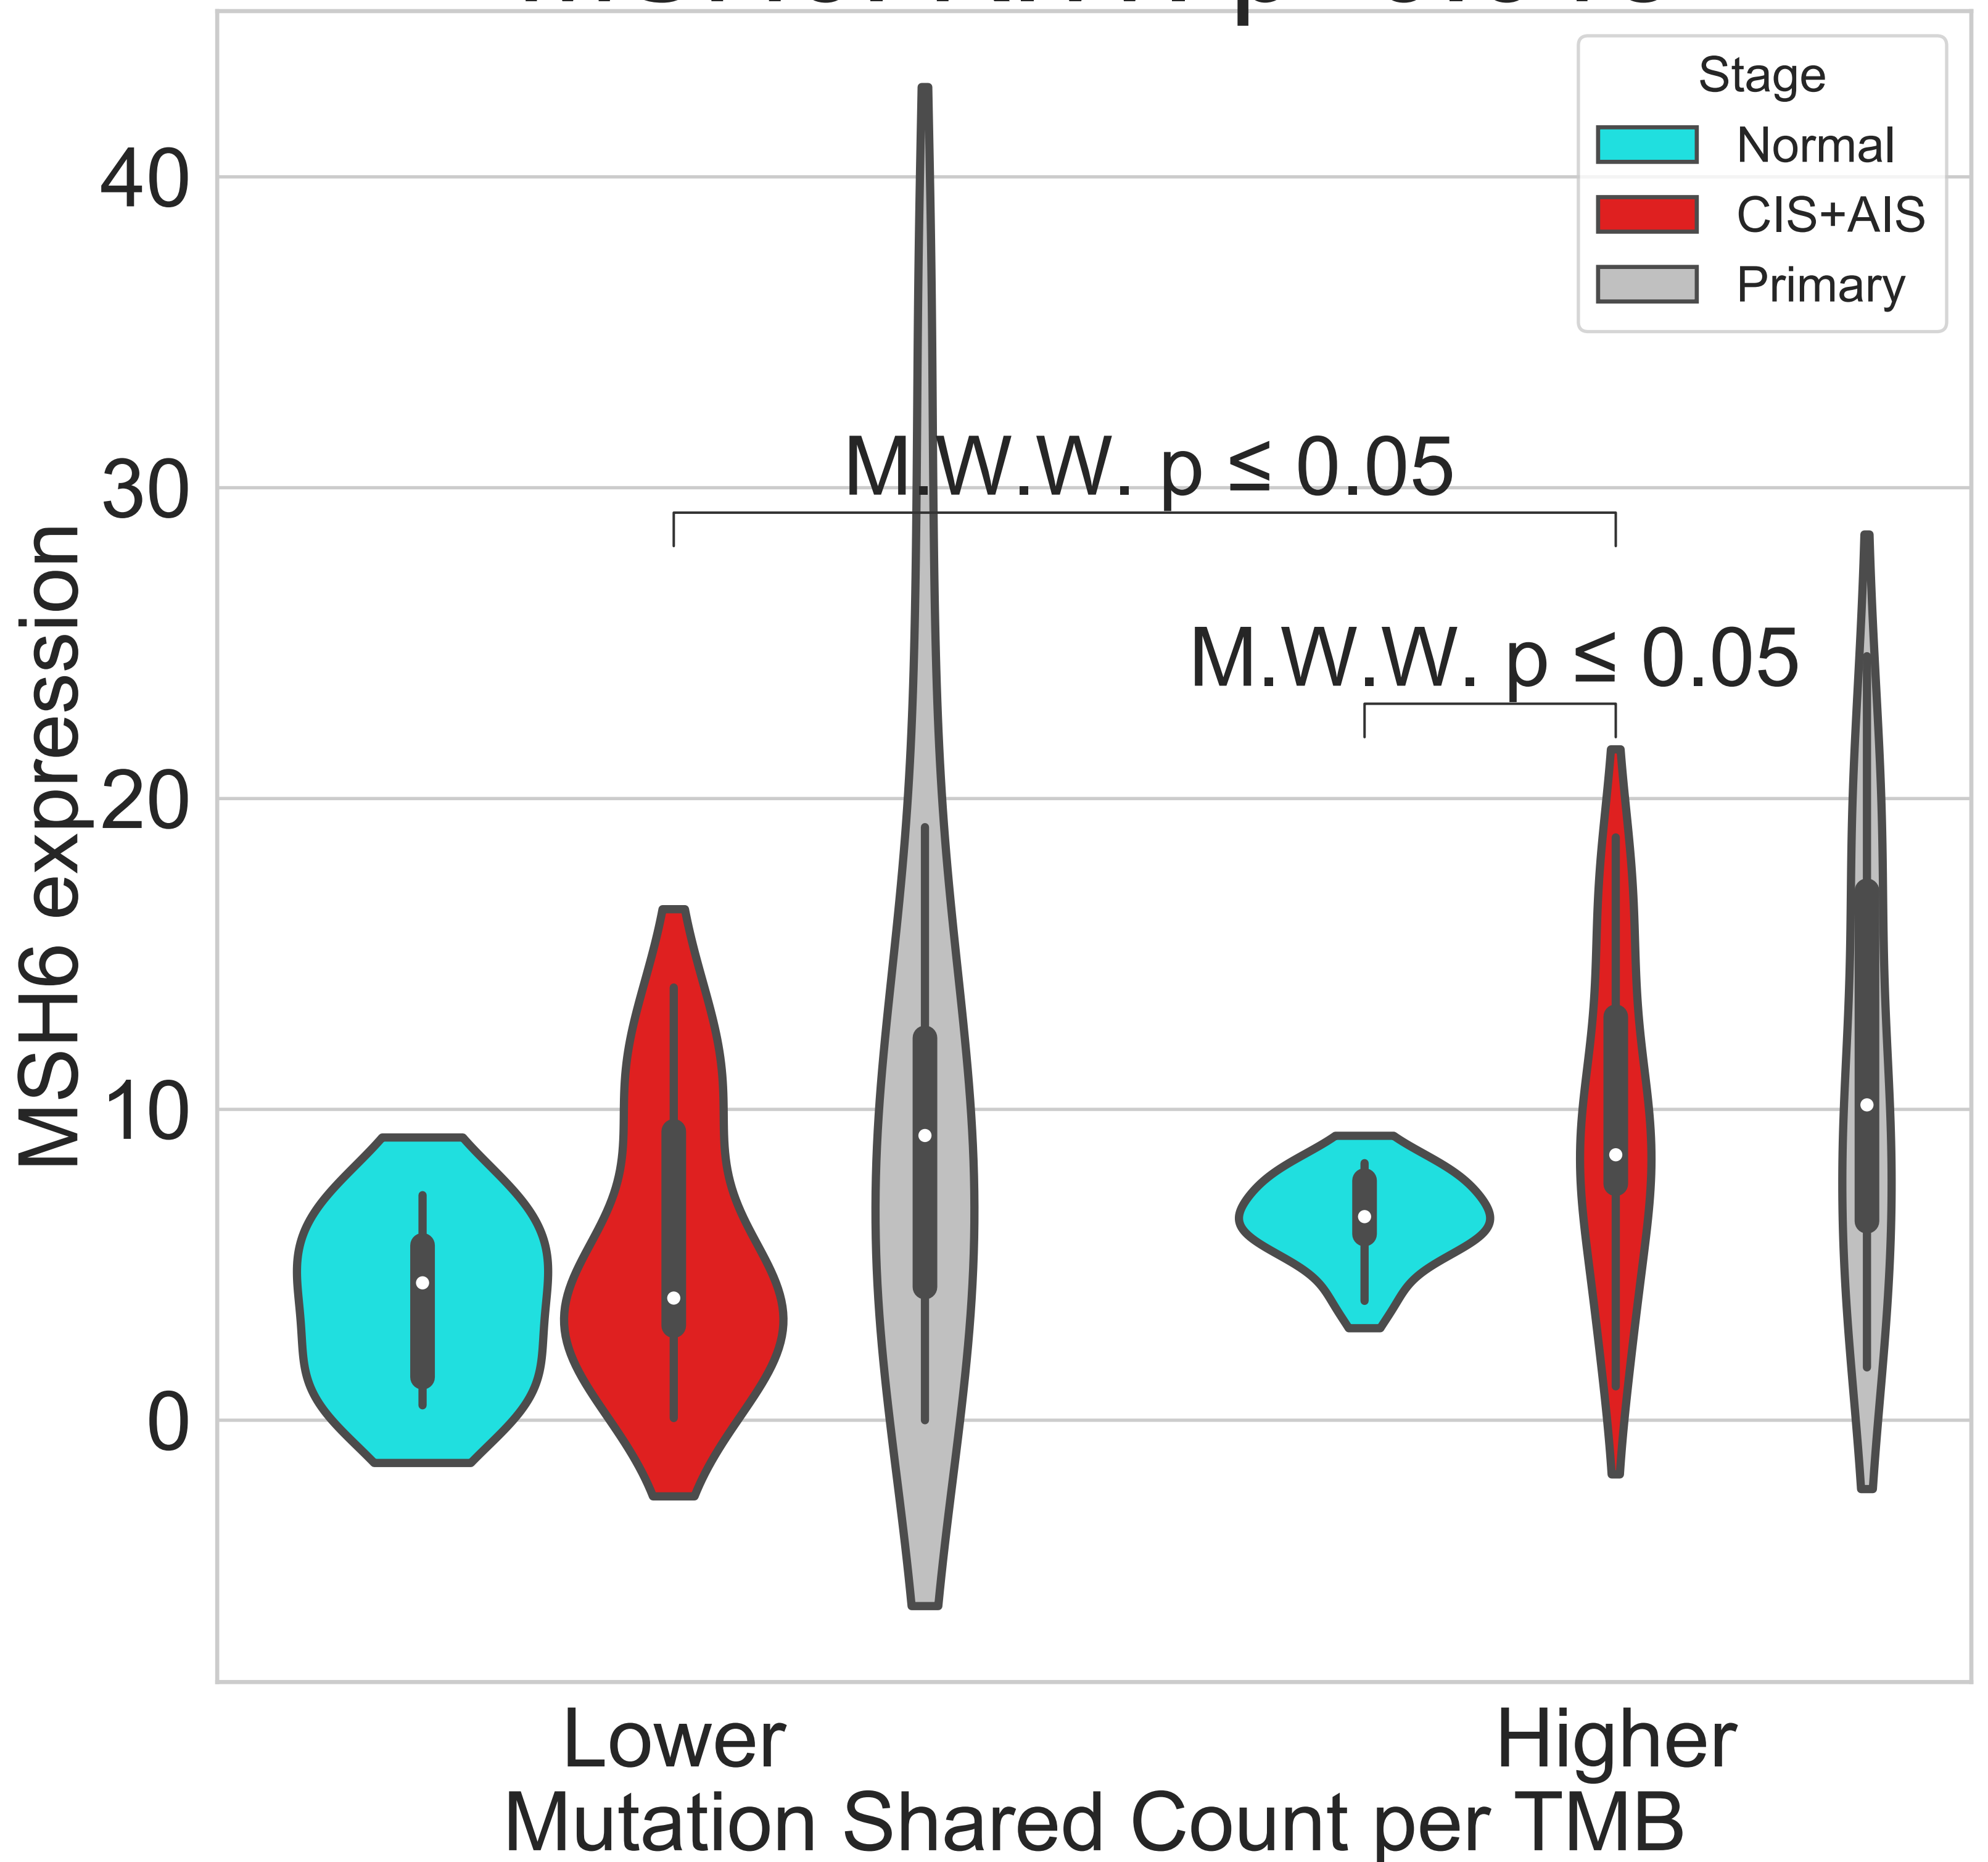 Stage
Normal
CIS+AIS
Primary
40
30
20
10
0
MSH6 expression
M.W.W. p ≤ 0.05
M.W.W. p ≤ 0.05
Lower
Higher
Mutation Shared Count per TMB